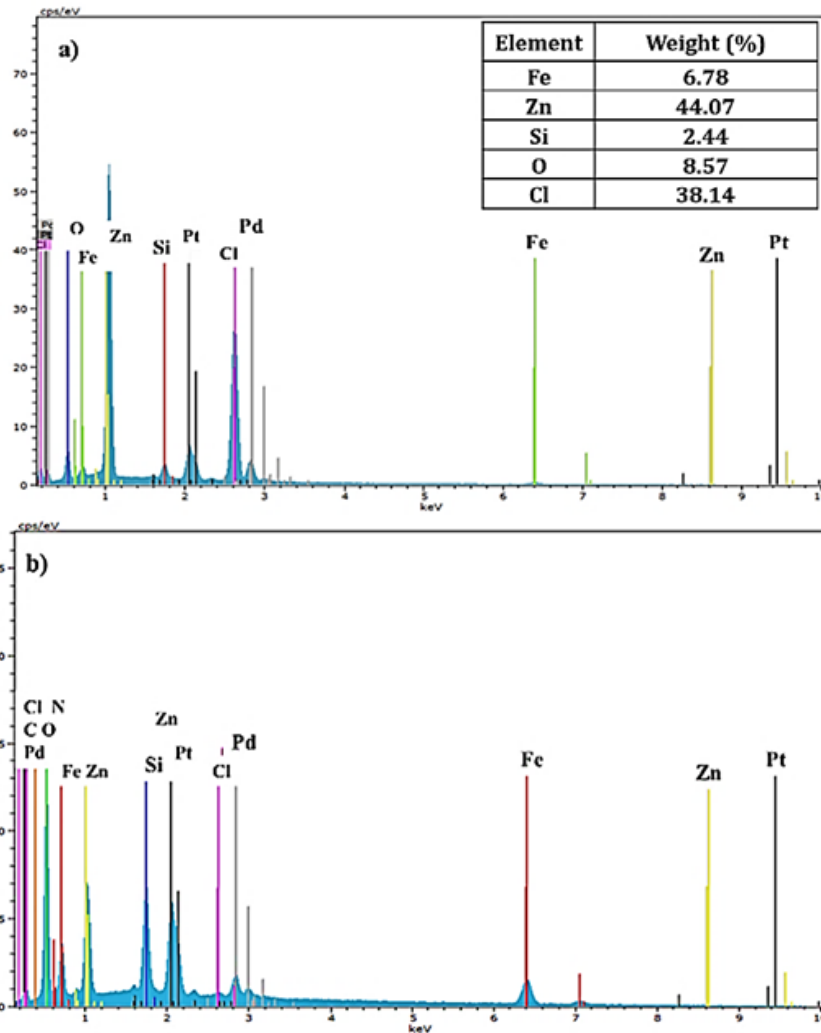 cps/eV
a)
Element Weight (%)
Fe 6.78
Zn 44.07
Si 2.44
O 8.57
Cl 38.14
70
60
50
40
30
20
10
0
O
Fe
Zn
Si
Pt
Cl
Pd
Fe
Zn
Pt
1 2 3 4 5 6 7 8 9 10
keV
cps/eV
b)
Cl N
C O
Pd
Fe Zn
Si
Zn
Pt
Cl
Pd
Fe
Zn
Pt
1 2 3 4 5 6 7 8 9
keV